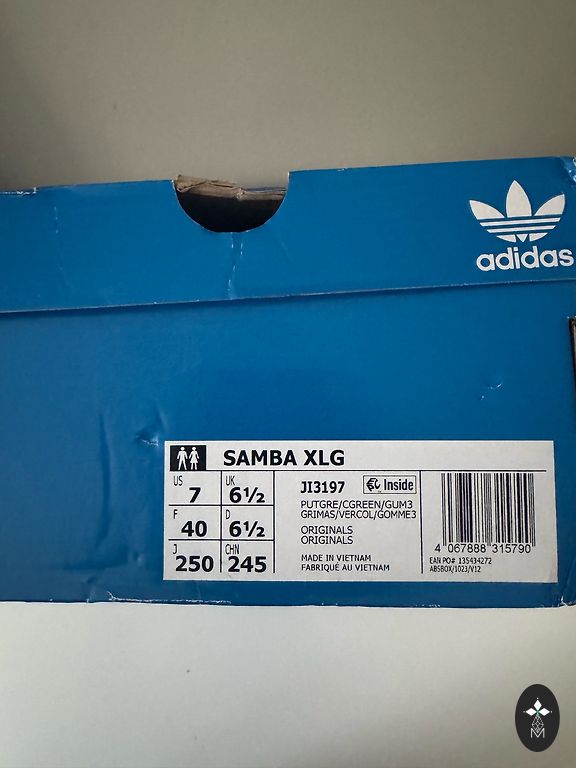 adidas
SAMBA XLG
US 7 UK 6½
F 40 D 6½
J 250 CHN 245
JI3197 Inside
PUTGRE/CGREEN/GUM3
GRIMAS/VERCOL/GOMME3
ORIGINALS
ORIGINALS
MADE IN VIETNAM
FABRIQUÉ AU VIETNAM
4 067888 315790
EAN PO# 135434272
ABSBOX/1023/V12
M